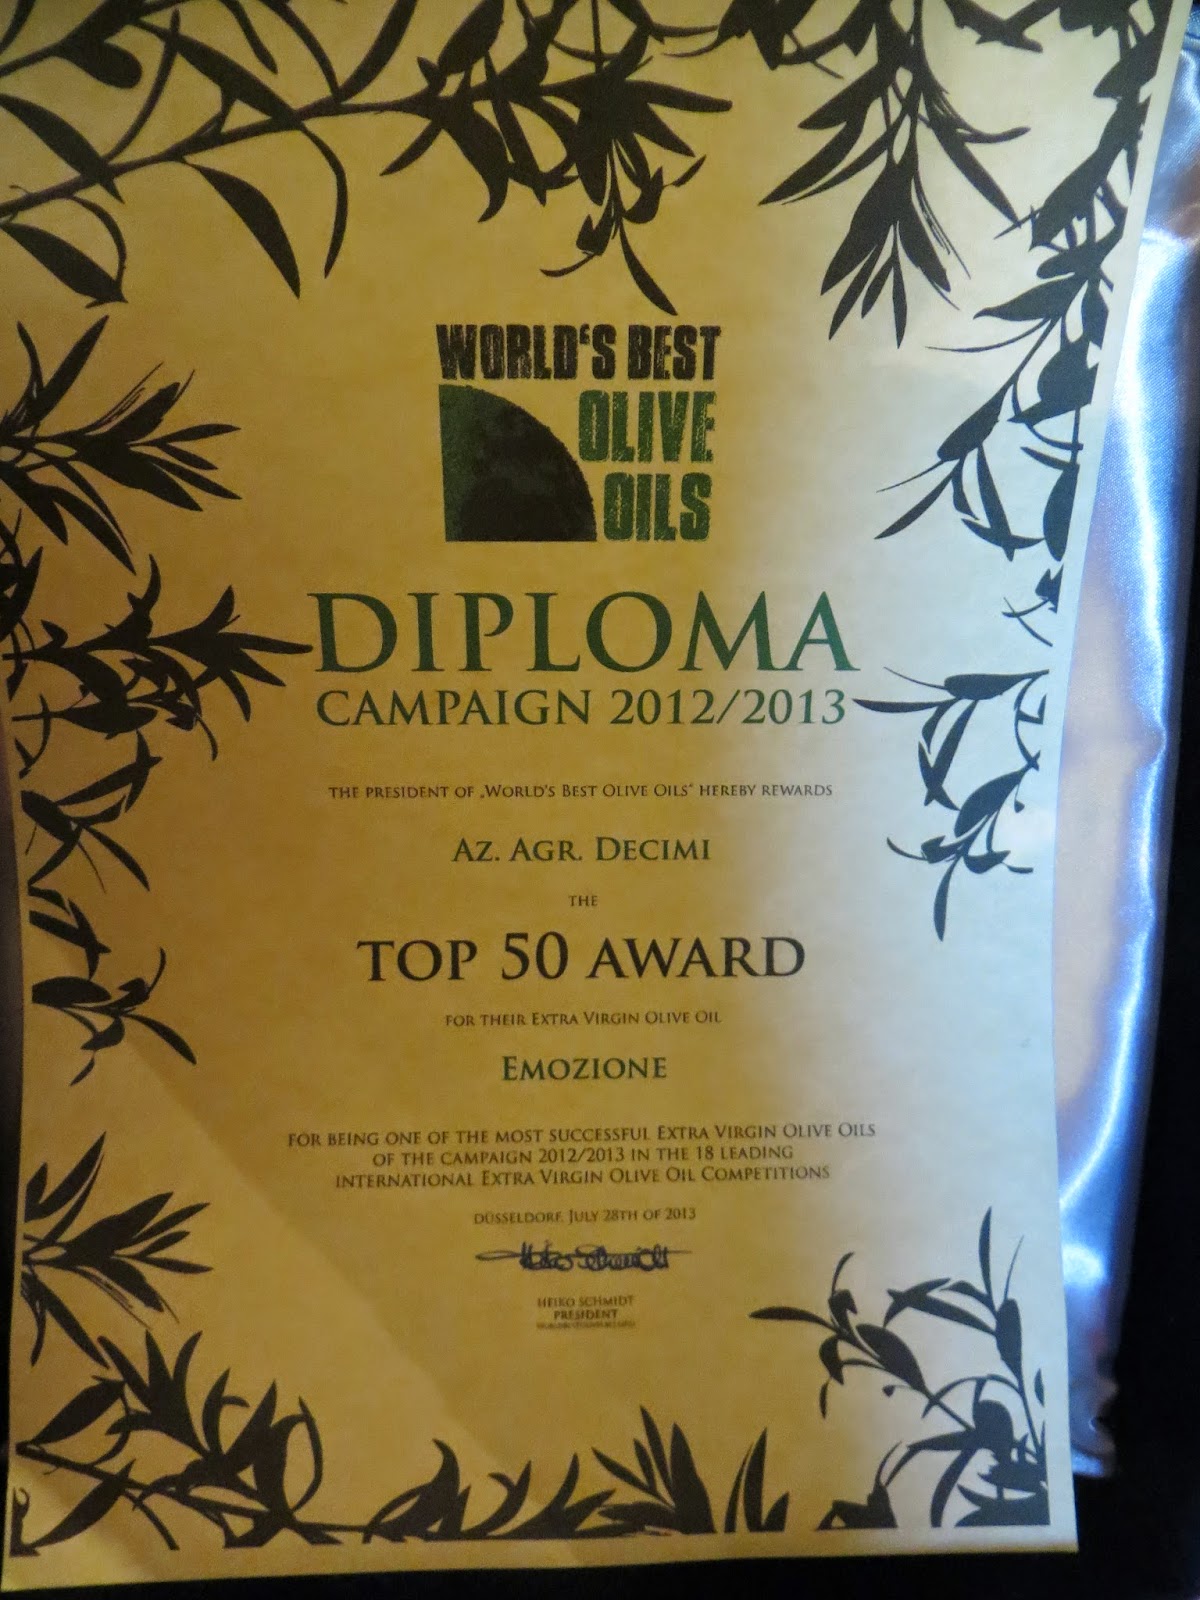 WORLD'S BEST
OLIVE
OILS
DIPLOMA
CAMPAIGN 2012/2013
THE PRESIDENT OF „WORLD'S BEST OLIVE OILS“ HEREBY REWARDS
AZ. AGR. DECIMI
THE
TOP 50 AWARD
FOR THEIR EXTRA VIRGIN OLIVE OIL
EMOZIONE
FOR BEING ONE OF THE MOST SUCCESSFUL EXTRA VIRGIN OLIVE OILS
OF THE CAMPAIGN 2012/2013 IN THE 18 LEADING
INTERNATIONAL EXTRA VIRGIN OLIVE OIL COMPETITIONS
DÜSSELDORF, JULY 28TH OF 2013
HEIKO SCHMIDT
PRESIDENT